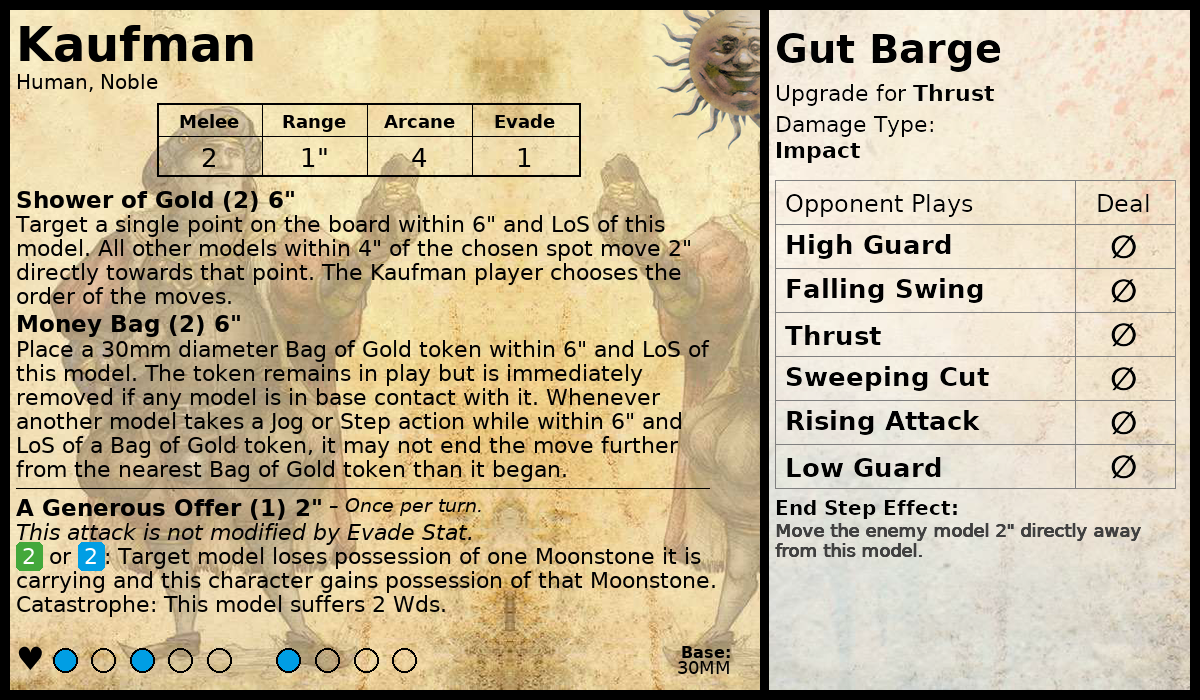 Kaufman
Human, Noble
Melee Range Arcane Evade
2 1" 4 1
Shower of Gold (2) 6"
Target a single point on the board within 6" and LoS of this
model. All other models within 4" of the chosen spot move 2"
directly towards that point. The Kaufman player chooses the
order of the moves.
Money Bag (2) 6"
Place a 30mm diameter Bag of Gold token within 6" and LoS of
this model. The token remains in play but is immediately
removed if any model is in base contact with it. Whenever
another model takes a Jog or Step action while within 6" and
LoS of a Bag of Gold token, it may not end the move further
from the nearest Bag of Gold token than it began.
A Generous Offer (1) 2" – Once per turn.
This attack is not modified by Evade Stat.
2 or 2: Target model loses possession of one Moonstone it is
carrying and this character gains possession of that Moonstone.
Catastrophe: This model suffers 2 Wds.
Base:
30MM
Gut Barge
Upgrade for Thrust
Damage Type:
Impact
Opponent Plays Deal
High Guard ∅
Falling Swing ∅
Thrust ∅
Sweeping Cut ∅
Rising Attack ∅
Low Guard ∅
End Step Effect:
Move the enemy model 2" directly away
from this model.